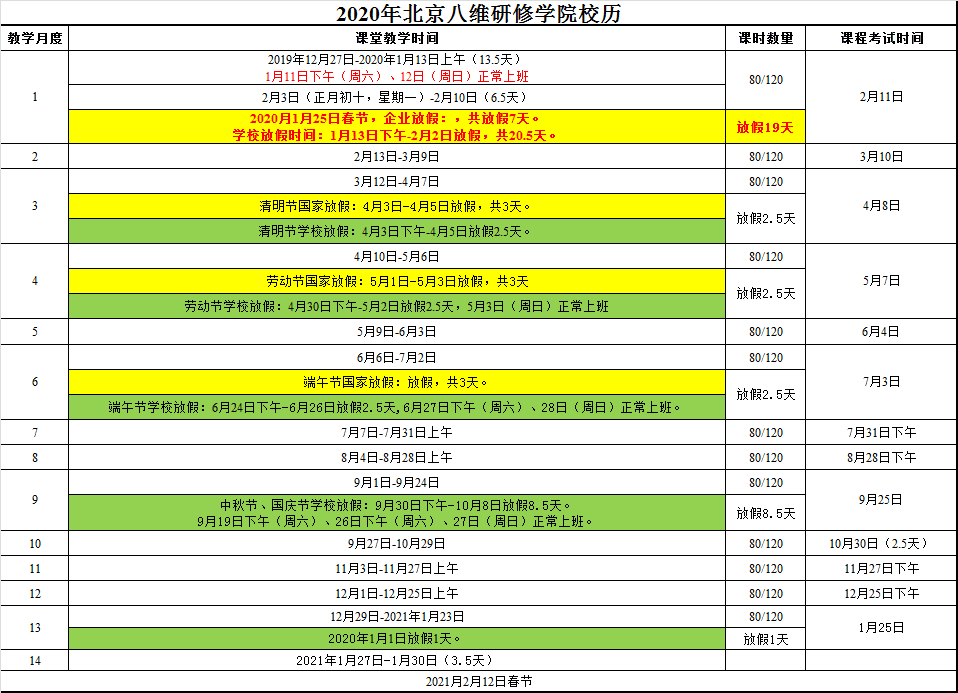 2020年北京八维研修学院校历
教学月度 课堂教学时间 课时数量 课程考试时间
1
2019年12月27日-2020年1月13日上午（13.5天）
1月11日下午（周六）、12日（周日）正常上班
80/120
2月11日
2月3日（正月初十，星期一）-2月10日（6.5天）
2020月1月25日春节，企业放假：，共放假7天。
学校放假时间：1月13日下午-2月2日放假，共20.5天。
放假19天
2 2月13日-3月9日 80/120 3月10日
3 3月12日-4月7日 80/120 4月8日
清明节国家放假：4月3日-4月5日放假，共3天。
放假2.5天
清明节学校放假：4月3日下午-4月5日放假2.5天。
4 4月10日-5月6日 80/120 5月7日
劳动节国家放假：5月1日-5月3日放假，共3天
放假2.5天
劳动节学校放假：4月30日下午-5月2日放假2.5天，5月3日（周日）正常上班
5 5月9日-6月3日 80/120 6月4日
6 6月6日-7月2日 80/120 7月3日
端午节国家放假：放假，共3天。
放假2.5天
端午节学校放假：6月24日下午-6月26日放假2.5天,6月27日下午（周六）、28日（周日）正常上班。
7 7月7日-7月31日上午 80/120 7月31日下午
8 8月4日-8月28日上午 80/120 8月28日下午
9 9月1日-9月24日 80/120 9月25日
中秋节、国庆节学校放假：9月30日下午-10月8日放假8.5天。
9月19日下午（周六）、26日下午（周六）、27日（周日）正常上班。
放假8.5天
10 9月27日-10月29日 80/120 10月30日（2.5天）
11 11月3日-11月27日上午 80/120 11月27日下午
12 12月1日-12月25日上午 80/120 12月25日下午
13 12月29日-2021年1月23日 80/120 1月25日
2020年1月1日放假1天。 放假1天
14 2021年1月27日-1月30日（3.5天）
2021年2月12日春节